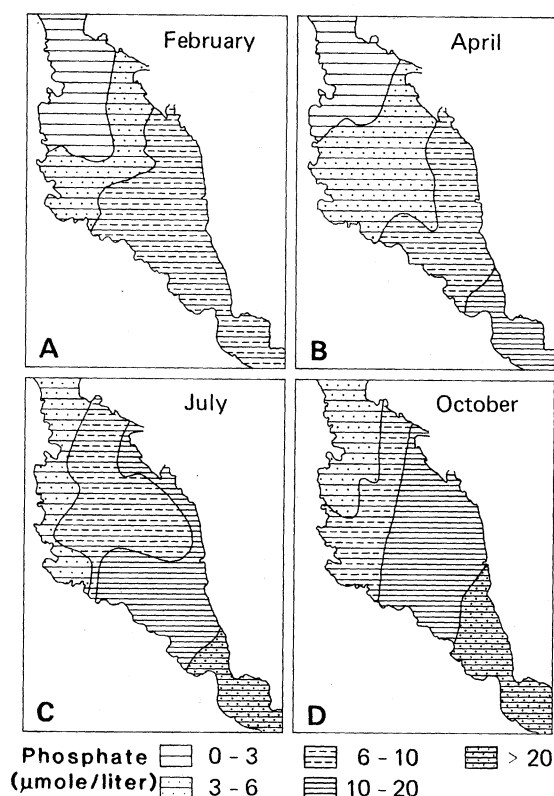 February
April
A
B
July
October
C
D
Phosphate
(μmole/liter)
0 - 3
3 - 6
6 - 10
10 - 20
> 20